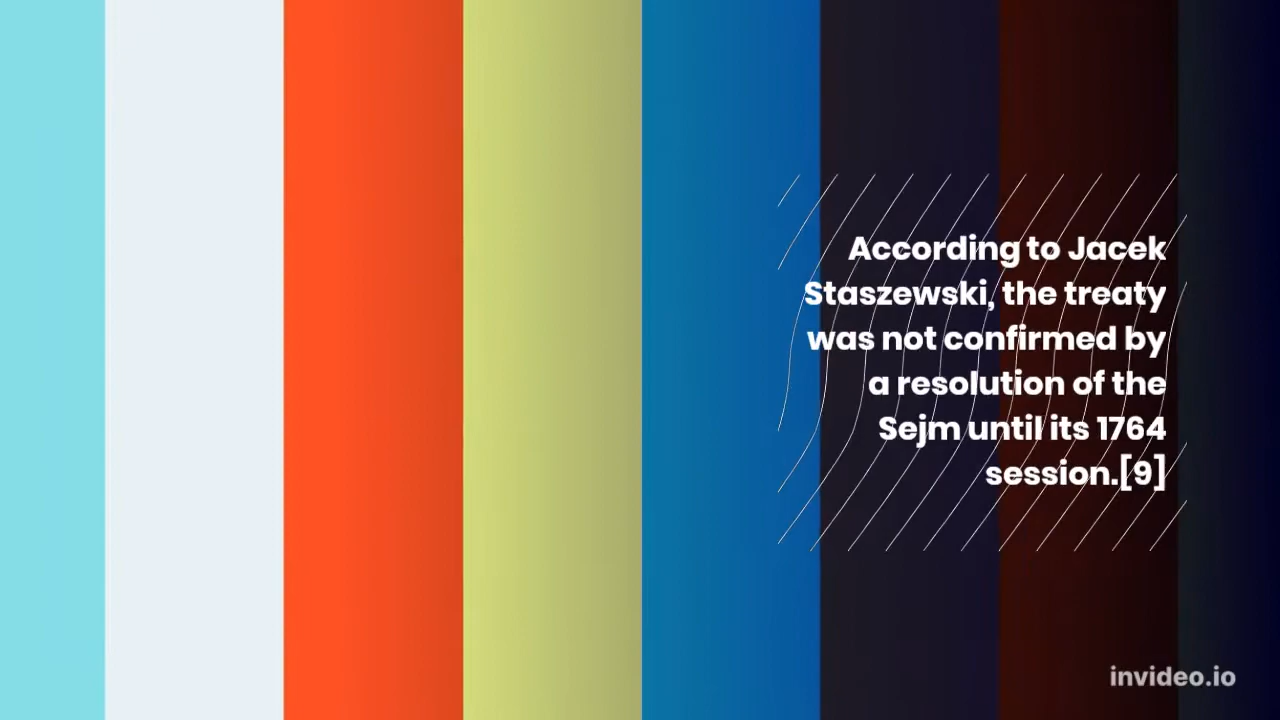 According to Jacek
Staszewski, the treaty
was not confirmed by
a resolution of the
Sejm until its 1764
session.[9]
invideo.io